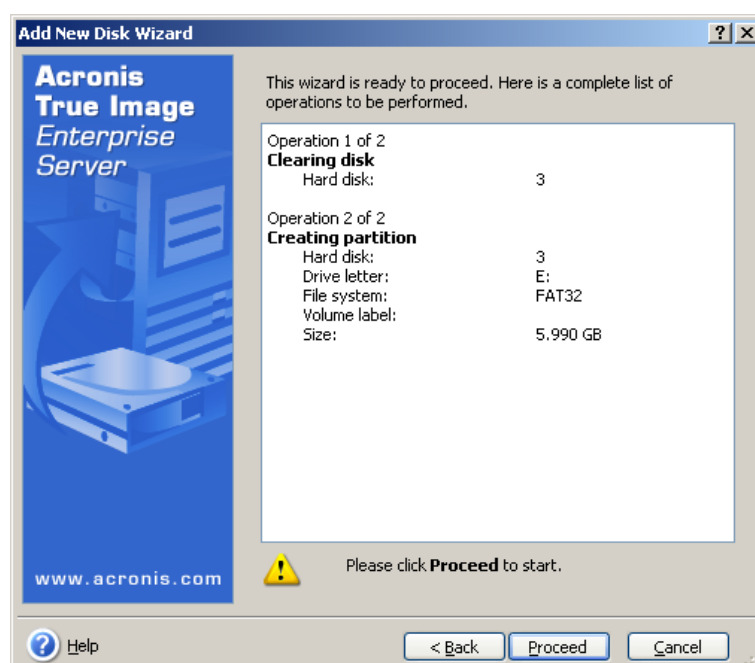 Add New Disk Wizard
Acronis
True Image
Enterprise
Server
This wizard is ready to proceed. Here is a complete list of
operations to be performed.
Operation 1 of 2
Clearing disk
Hard disk: 3
Operation 2 of 2
Creating partition
Hard disk: 3
Drive letter: E:
File system: FAT32
Volume label:
Size: 5.990 GB
www.acronis.com
Please click Proceed to start.
Help
< Back
Proceed
Cancel